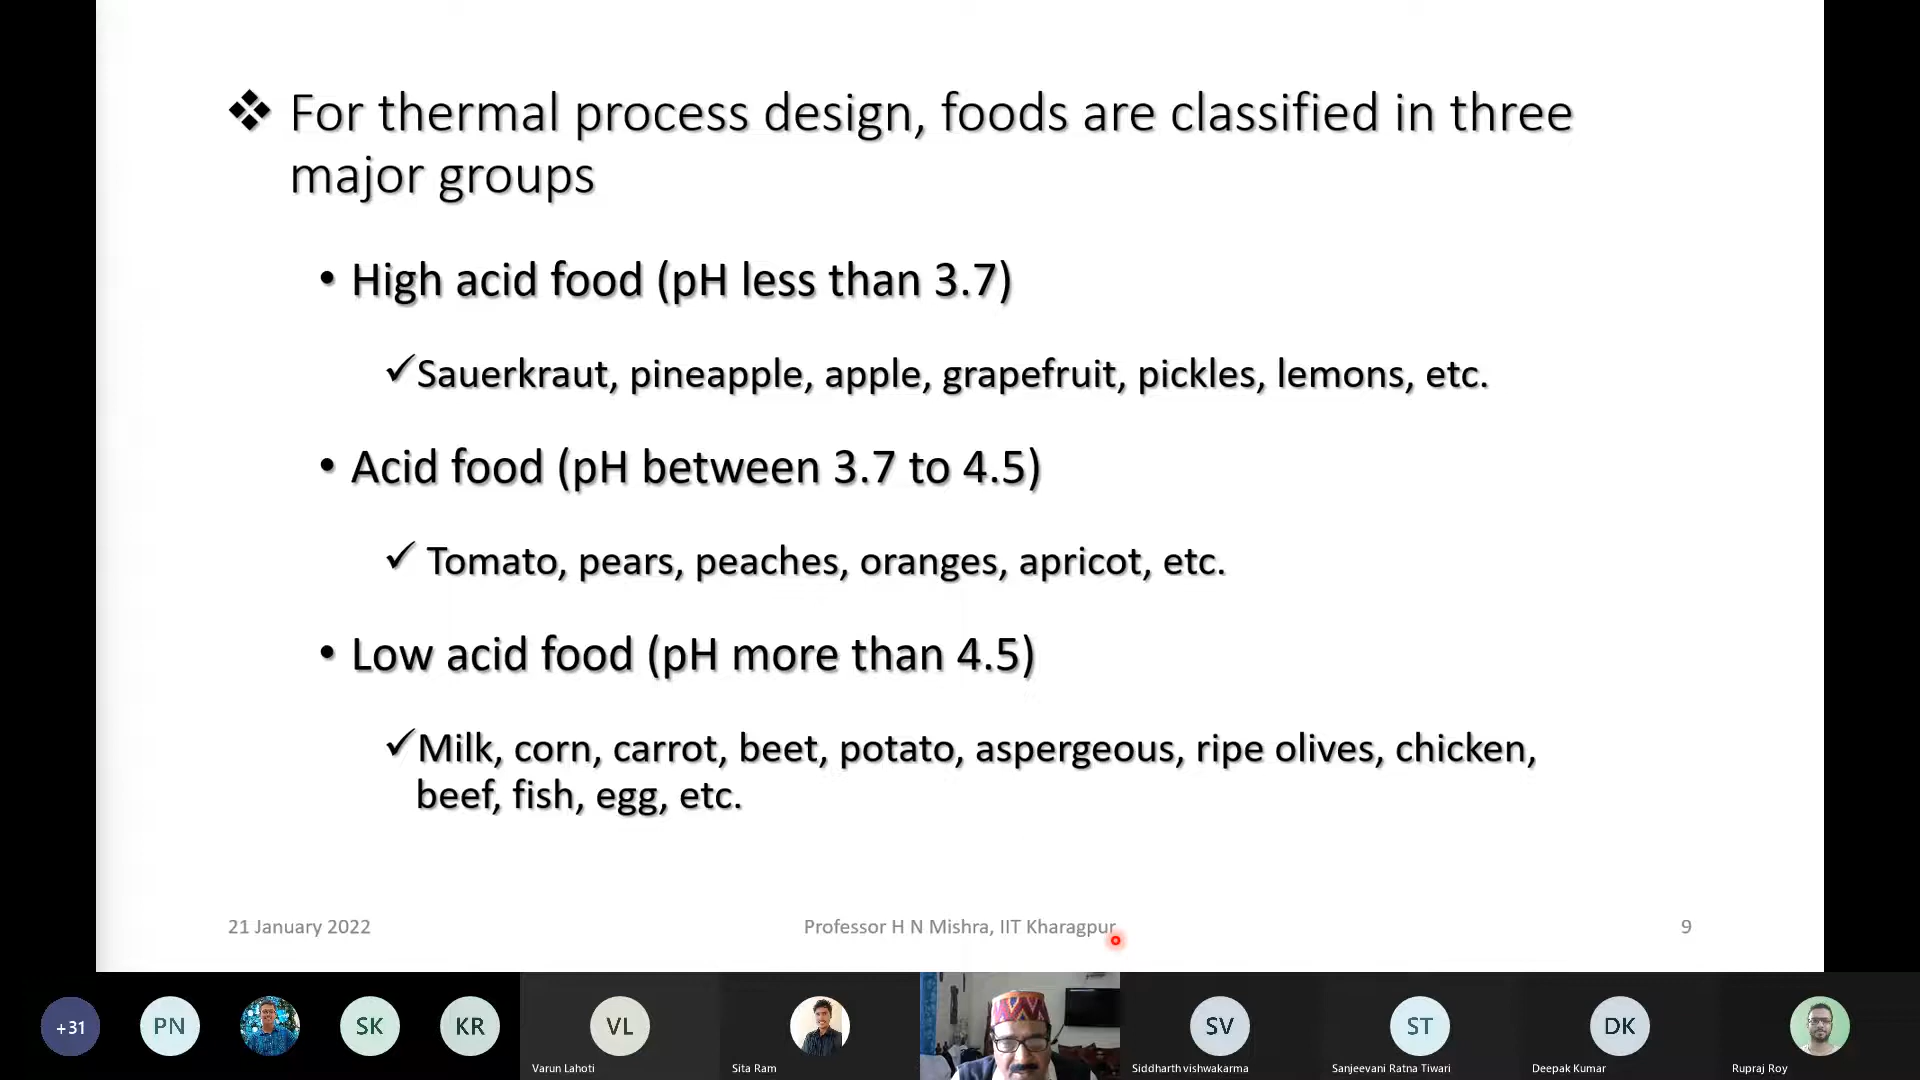 ❖ For thermal process design, foods are classified in three
major groups
• High acid food (pH less than 3.7)
✓Sauerkraut, pineapple, apple, grapefruit, pickles, lemons, etc.
• Acid food (pH between 3.7 to 4.5)
✓ Tomato, pears, peaches, oranges, apricot, etc.
• Low acid food (pH more than 4.5)
✓Milk, corn, carrot, beet, potato, aspergeous, ripe olives, chicken,
beef, fish, egg, etc.
21 January 2022 Professor H N Mishra, IIT Kharagpur 9
+31 PN SK KR VL SV ST DK
Varun Lahoti Sita Ram Siddharth vishwakarma Sanjeevani Ratna Tiwari Deepak Kumar Rupraj Roy